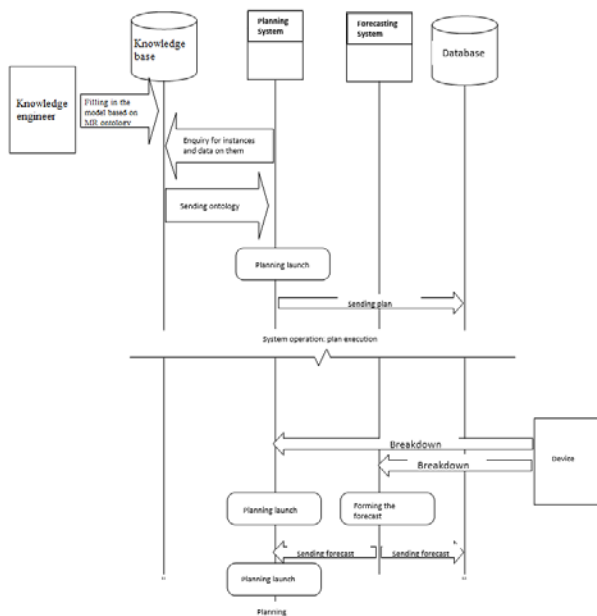 Planning
System
Forecasting
System
Knowledge
base
Database
Knowledge
engineer
Filling in the
model based on
MR ontology
Enquiry for instances
and data on them
Sending ontology
Planning launch
Sending plan
System operation: plan execution
Breakdown
Breakdown
Device
Planning launch
Forming the
forecast
Sending forecast
Sending forecast
Planning launch
Planning